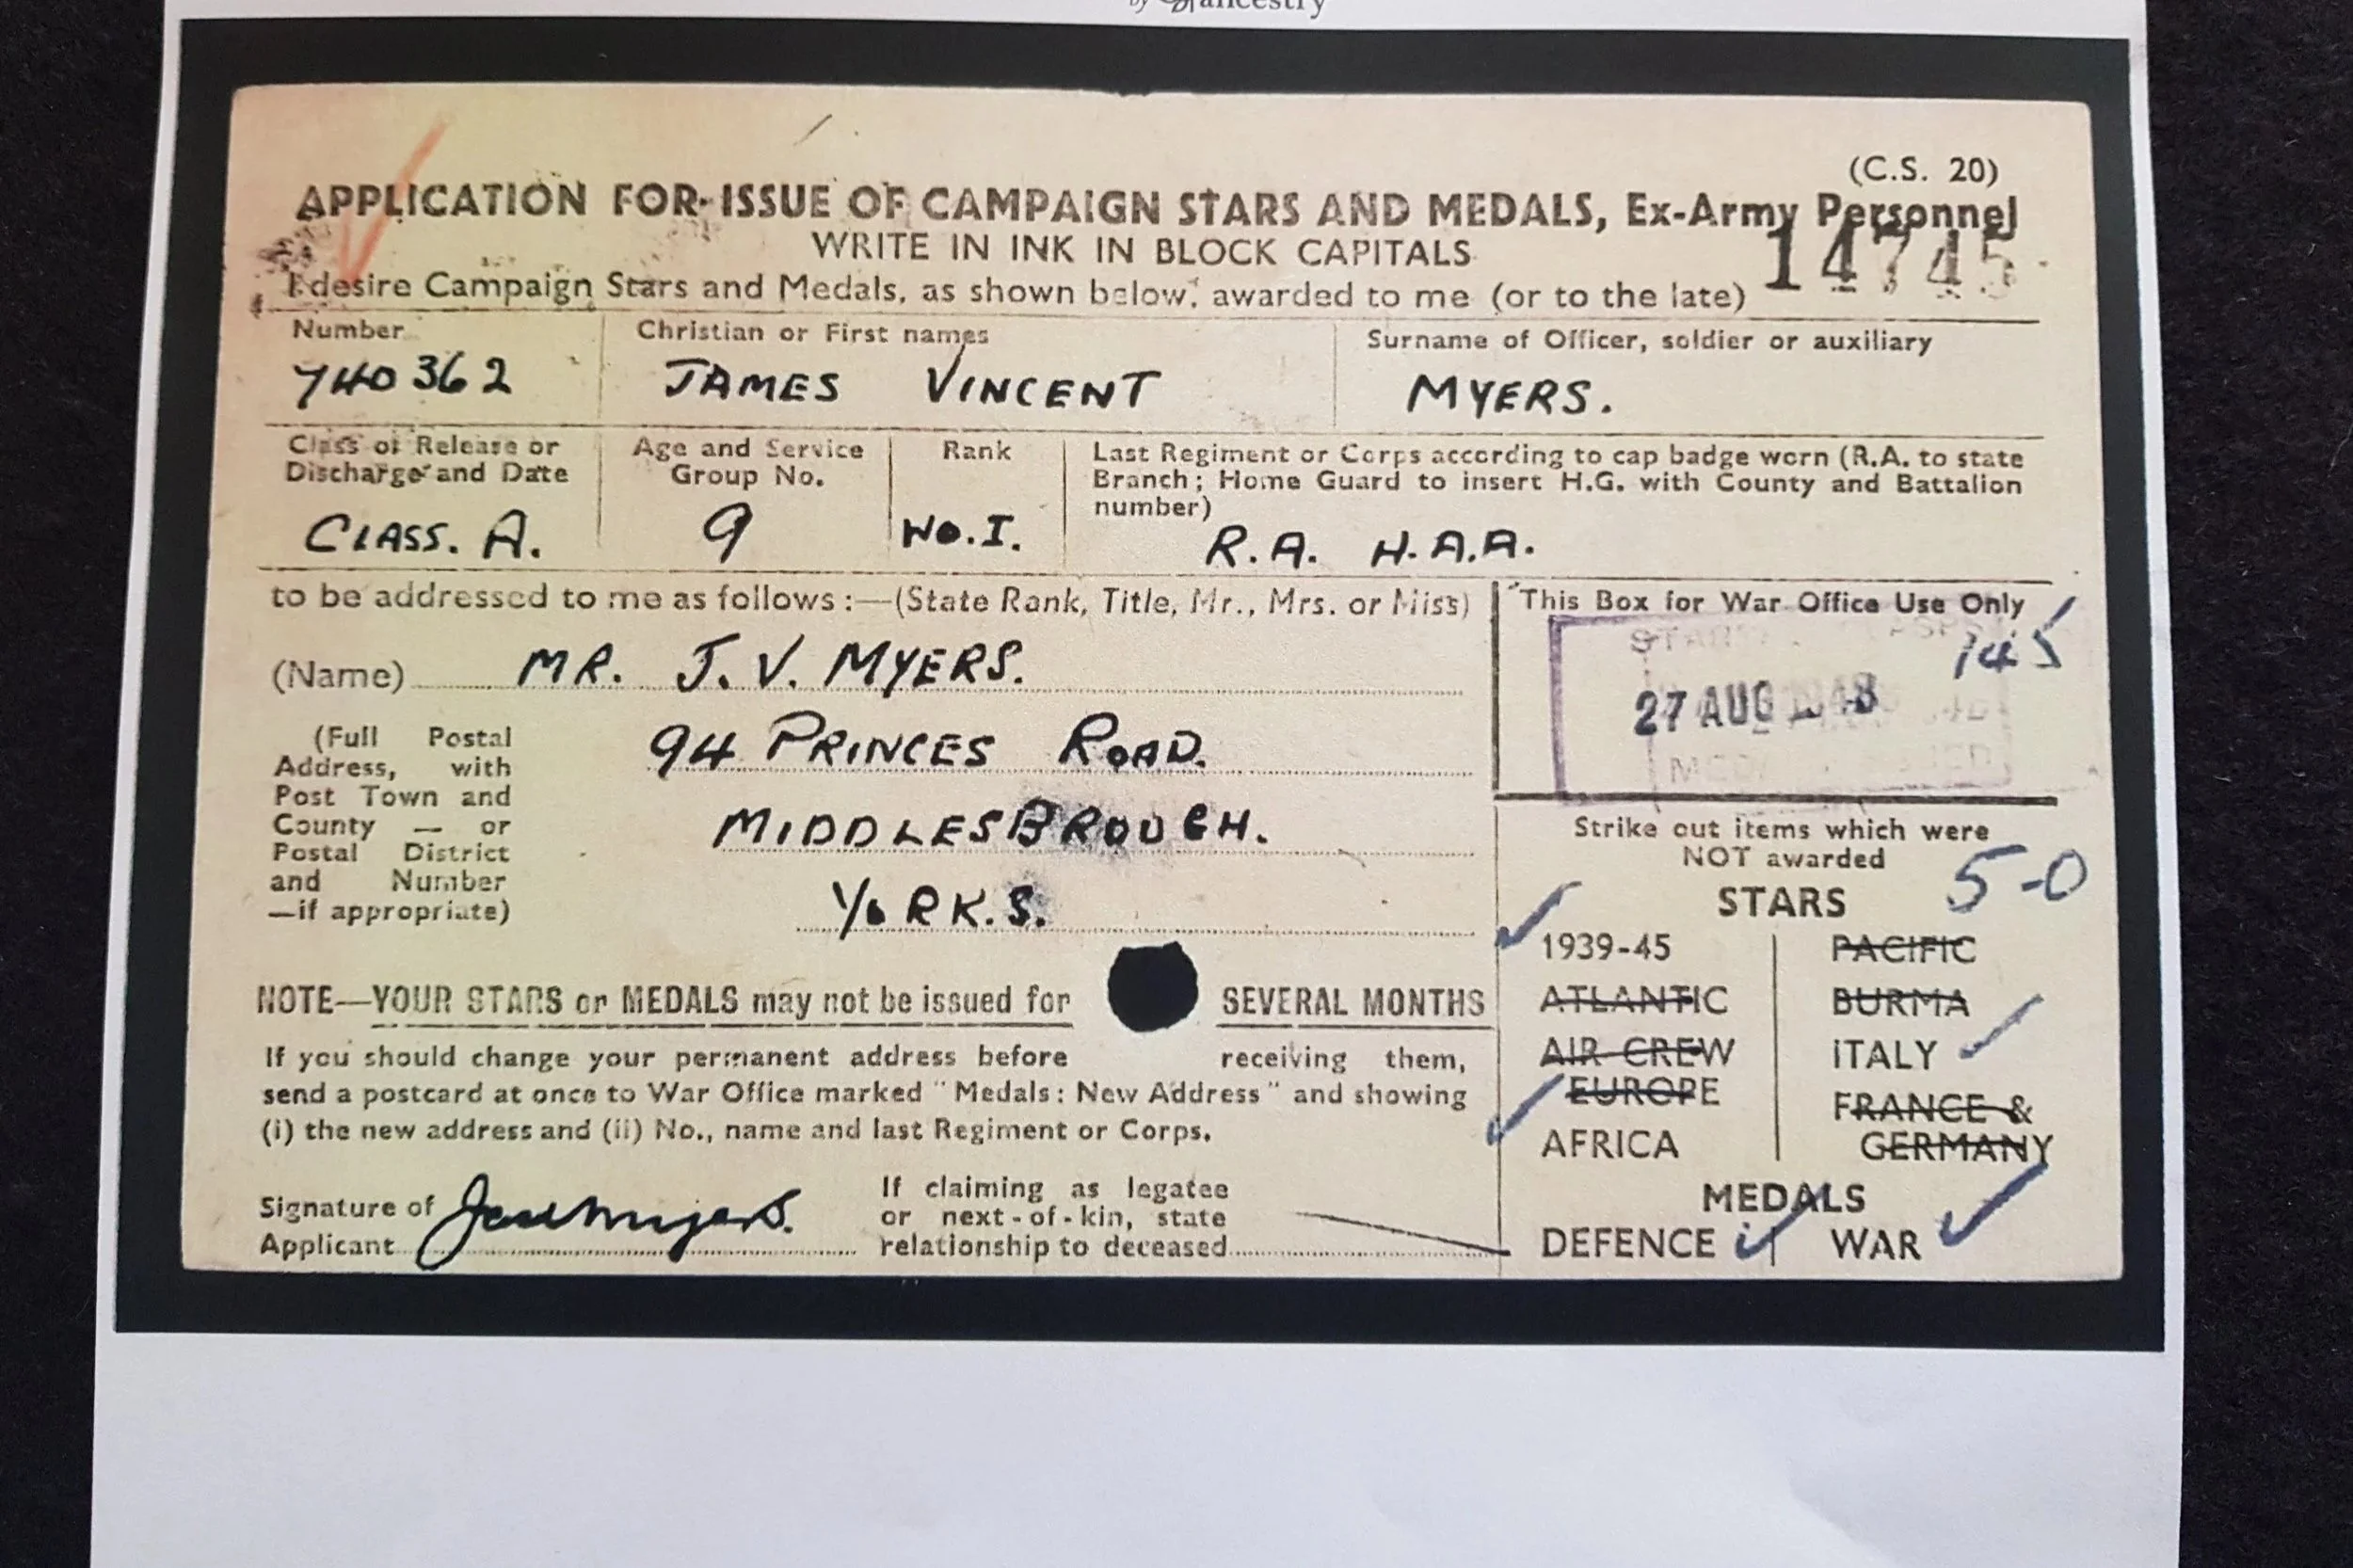 by Ancestry
(C.S. 20)
APPLICATION FOR ISSUE OF CAMPAIGN STARS AND MEDALS, Ex-Army Personnel
WRITE IN INK IN BLOCK CAPITALS
14745
I desire Campaign Stars and Medals, as shown below, awarded to me (or to the late)
Number
740362
Christian or First names
JAMES VINCENT
Surname of Officer, soldier or auxiliary
MYERS.
Class of Release or
Discharge and Date
CLASS. A.
Age and Service
Group No.
9
Rank
No.I.
Last Regiment or Corps according to cap badge worn (R.A. to state
Branch; Home Guard to insert H.G. with County and Battalion
number)
R.A. H.A.A.
to be addressed to me as follows:—(State Rank, Title, Mr., Mrs. or Miss)
(Name) MR. J. V. MYERS.
(Full Postal
Address, with
Post Town and
County — or
Postal District
and Number
—if appropriate)
94 PRINCES ROAD.
MIDDLESBROUGH.
YORK.S.
This Box for War Office Use Only
145
27 AUG 1948
NOTE—YOUR STARS or MEDALS may not be issued for SEVERAL MONTHS
If you should change your permanent address before receiving them,
send a postcard at once to War Office marked "Medals: New Address" and showing
(i) the new address and (ii) No., name and last Regiment or Corps.
Signature of
Applicant
If claiming as legatee
or next-of-kin, state
relationship to deceased
Strike out items which were
NOT awarded
5-0
STARS
1939-45
ATLANTIC
AIR CREW
EUROPE
AFRICA
PACIFIC
BURMA
ITALY
FRANCE &
GERMANY
MEDALS
DEFENCE
WAR